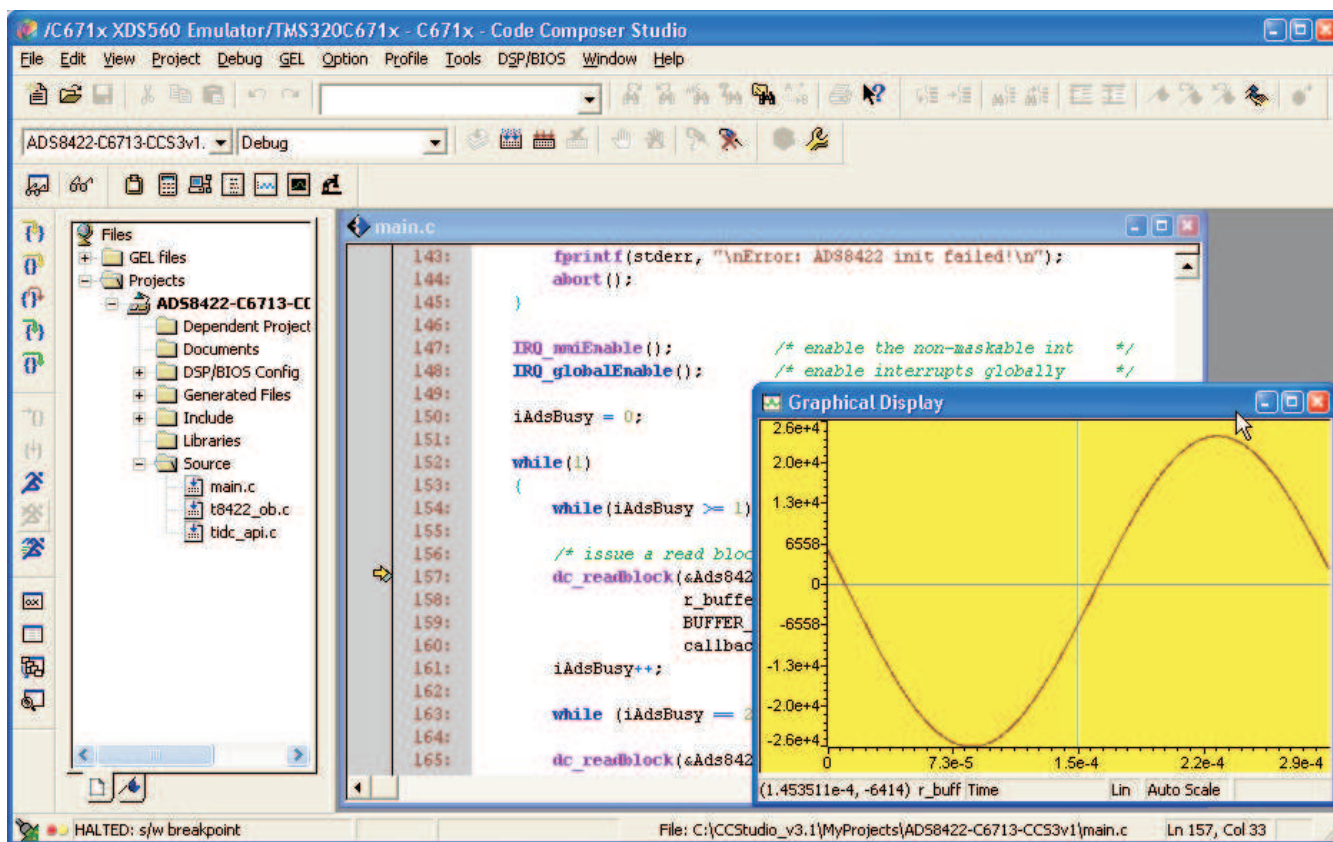 /C671x XDS560 Emulator/TMS320C671x - C671x - Code Composer Studio
File Edit View Project Debug GEL Option Profile Tools DSP/BIOS Window Help
ADS8422-C6713-CCS3v1. Debug
Files
GEL files
Projects
ADS8422-C6713-CC
Dependent Project
Documents
DSP/BIOS Config
Generated Files
Include
Libraries
Source
main.c
t8422_ob.c
tidc_api.c
main.c
143: fprintf(stderr, "\nError: ADS8422 init failed!\n");
144: abort();
145: }
146:
147: IRQ_nmiEnable(); /* enable the non-maskable int */
148: IRQ_globalEnable(); /* enable interrupts globally */
149:
150: iAdsBusy = 0;
151:
152: while(1)
153: {
154: while(iAdsBusy >= 1)
155:
156: /* issue a read bloc
157: dc_readblock(&Ads842
158: r_buffe
159: BUFFER_
160: callbac
161: iAdsBusy++;
162:
163: while (iAdsBusy == 2
164:
165: dc_readblock(&Ads842
Graphical Display
2.6e+4
2.0e+4
1.3e+4
6558
0
-6558
-1.3e+4
-2.0e+4
-2.6e+4
0 7.3e-5 1.5e-4 2.2e-4 2.9e-4
(1.453511e-4, -6414) r_buff Time Lin Auto Scale
HALTED: s/w breakpoint File: C:\CCStudio_v3.1\MyProjects\ADS8422-C6713-CCS3v1\main.c Ln 157, Col 33